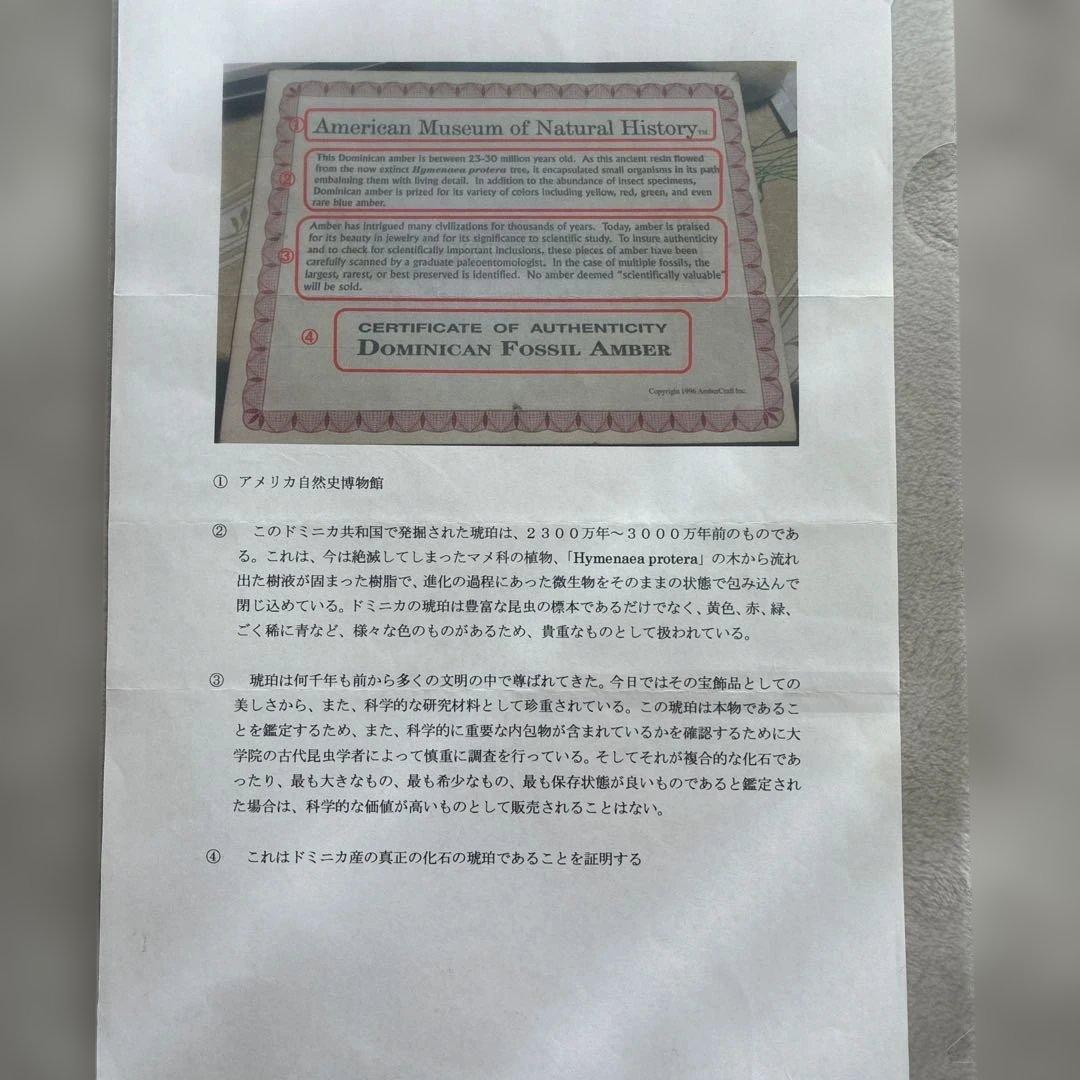 ① American Museum of Natural History™
② This Dominican amber is between 23-30 million years old. As this ancient resin flowed
from the now extinct Hymenaea protera tree, it encapsulated small organisms in its path
embalming them with living detail. In addition to the abundance of insect specimens,
Dominican amber is prized for its variety of colors including yellow, red, green, and even
rare blue amber.
③ Amber has intrigued many civilizations for thousands of years. Today, amber is praised
for its beauty in jewelry and for its significance to scientific study. To insure authenticity
and to check for scientifically important inclusions, these pieces of amber have been
carefully scanned by a graduate paleoentomologist. In the case of multiple fossils, the
largest, rarest, or best preserved is identified. No amber deemed "scientifically valuable"
will be sold.
④ CERTIFICATE OF AUTHENTICITY
DOMINICAN FOSSIL AMBER
Copyright 1996 AmberCraft Inc.
① アメリカ自然史博物館
② このドミニカ共和国で発掘された琥珀は、２３００万年～３０００万年前のものであ
る。これは、今は絶滅してしまったマメ科の植物、「Hymenaea protera」の木から流れ
出た樹液が固まった樹脂で、進化の過程にあった微生物をそのままの状態で包み込んで
閉じ込めている。ドミニカの琥珀は豊富な昆虫の標本であるだけでなく、黄色、赤、緑、
ごく稀に青など、様々な色のものがあるため、貴重なものとして扱われている。
③ 琥珀は何千年も前から多くの文明の中で尊ばれてきた。今日ではその宝飾品としての
美しさから、また、科学的な研究材料として珍重されている。この琥珀は本物であるこ
とを鑑定するため、また、科学的に重要な内包物が含まれているかを確認するために大
学院の古代昆虫学者によって慎重に調査を行っている。そしてそれが複合的な化石であ
ったり、最も大きなもの、最も希少なもの、最も保存状態が良いものであると鑑定され
た場合は、科学的な価値が高いものとして販売されることはない。
④ これはドミニカ産の真正の化石の琥珀であることを証明する